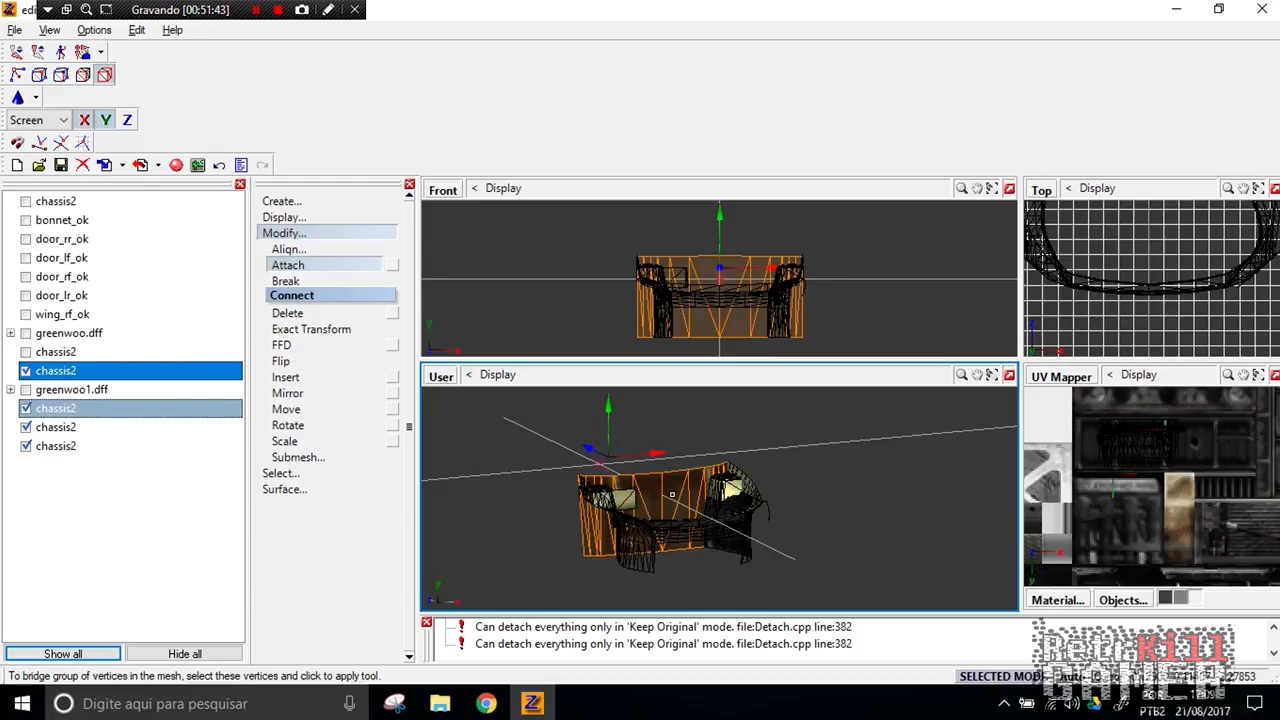 edi
Gravando [00:51:43]
File View Options Edit Help
Screen X Y Z
chassis2
bonnet_ok
door_rr_ok
door_lf_ok
door_rf_ok
door_lr_ok
wing_rf_ok
greenwoo.dff
chassis2
chassis2
greenwoo1.dff
chassis2
chassis2
chassis2
Show all Hide all
Create...
Display...
Modify...
Align...
Attach
Break
Connect
Delete
Exact Transform
FFD
Flip
Insert
Mirror
Move
Rotate
Scale
Submesh...
Select...
Surface...
Front < Display
Top < Display
User < Display
UV Mapper < Display
Material... Objects...
Can detach everything only in 'Keep Original' mode. file:Detach.cpp line:382
Can detach everything only in 'Keep Original' mode. file:Detach.cpp line:382
To bridge group of vertices in the mesh, select these vertices and click to apply tool.
SELECTED MOD Auto
RetrKill
GAMER
Digite aqui para pesquisar
PTB2 21/08/2017